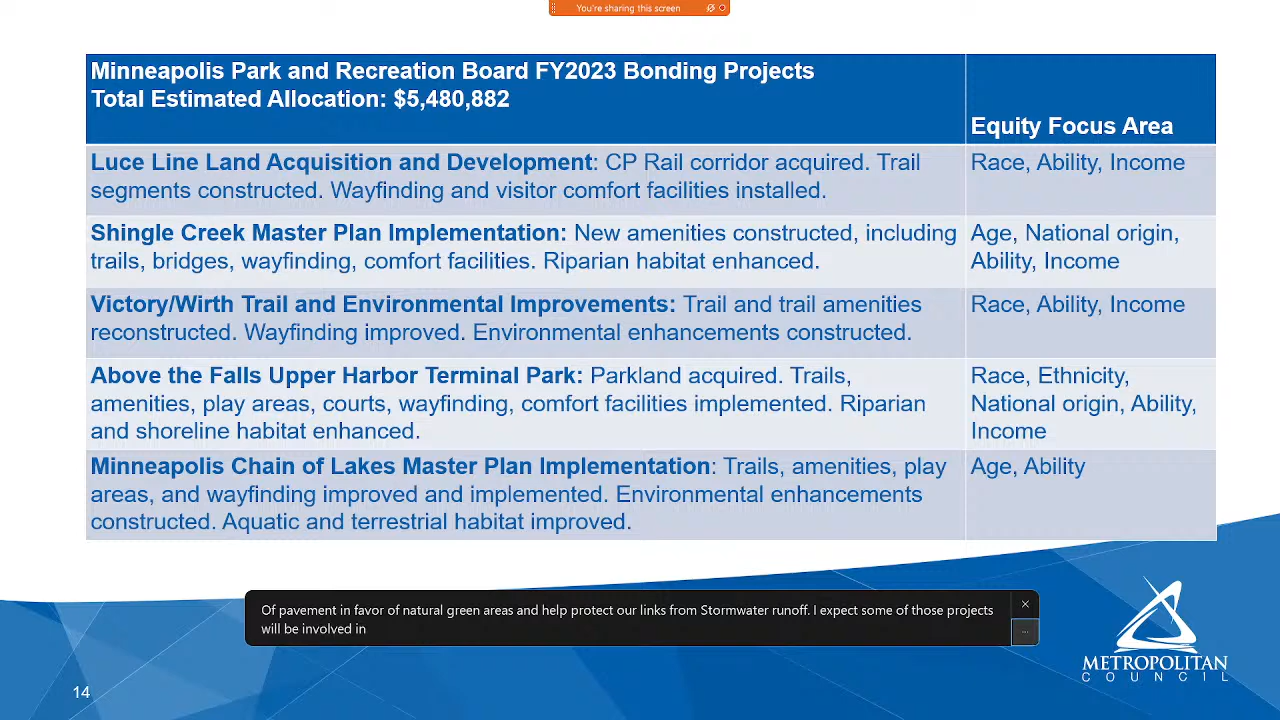 You're sharing this screen
Minneapolis Park and Recreation Board FY2023 Bonding Projects
Total Estimated Allocation: $5,480,882
Equity Focus Area
Luce Line Land Acquisition and Development: CP Rail corridor acquired. Trail
segments constructed. Wayfinding and visitor comfort facilities installed.
Race, Ability, Income
Shingle Creek Master Plan Implementation: New amenities constructed, including
trails, bridges, wayfinding, comfort facilities. Riparian habitat enhanced.
Age, National origin,
Ability, Income
Victory/Wirth Trail and Environmental Improvements: Trail and trail amenities
reconstructed. Wayfinding improved. Environmental enhancements constructed.
Race, Ability, Income
Above the Falls Upper Harbor Terminal Park: Parkland acquired. Trails,
amenities, play areas, courts, wayfinding, comfort facilities implemented. Riparian
and shoreline habitat enhanced.
Race, Ethnicity,
National origin, Ability,
Income
Minneapolis Chain of Lakes Master Plan Implementation: Trails, amenities, play
areas, and wayfinding improved and implemented. Environmental enhancements
constructed. Aquatic and terrestrial habitat improved.
Age, Ability
Of pavement in favor of natural green areas and help protect our links from Stormwater runoff. I expect some of those projects
will be involved in
METROPOLITAN
COUNCIL
14